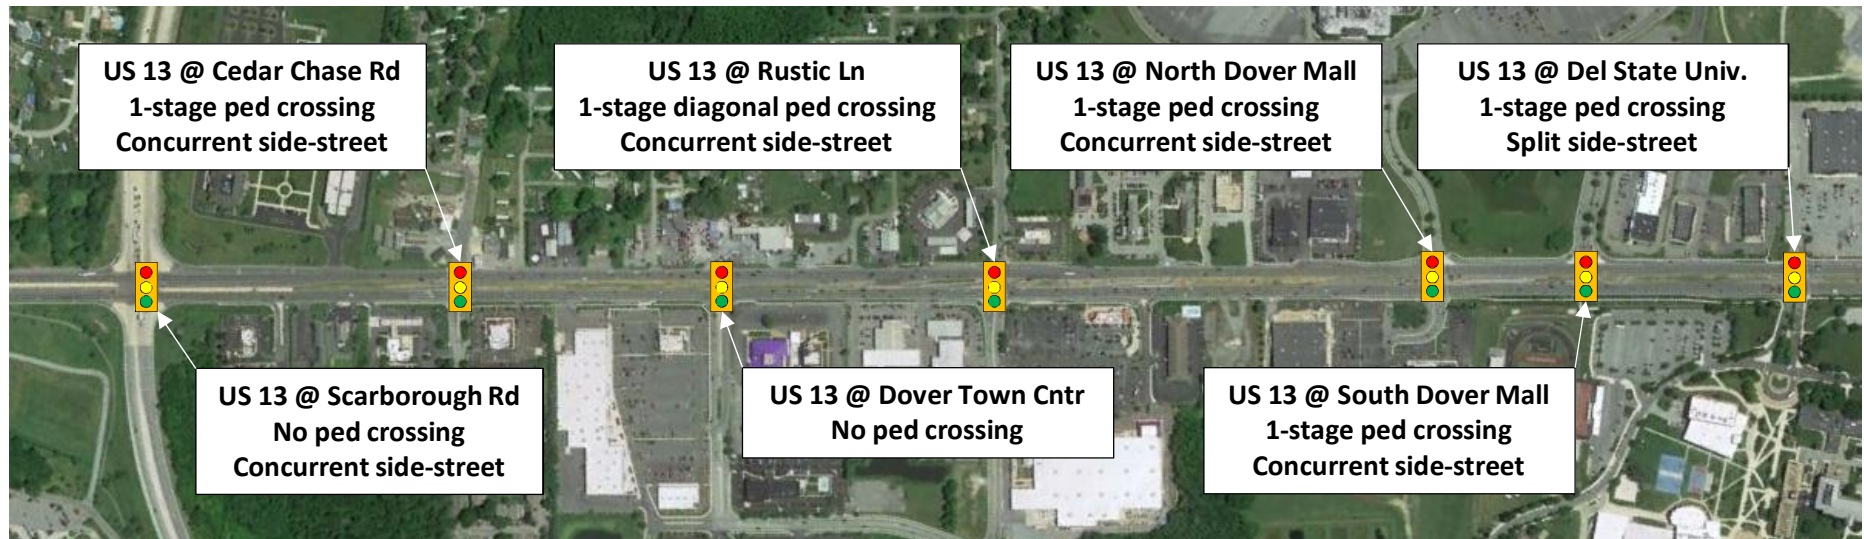 US 13 @ Cedar Chase Rd
1-stage ped crossing
Concurrent side-street
US 13 @ Rustic Ln
1-stage diagonal ped crossing
Concurrent side-street
US 13 @ North Dover Mall
1-stage ped crossing
Concurrent side-street
US 13 @ Del State Univ.
1-stage ped crossing
Split side-street
US 13 @ Scarborough Rd
No ped crossing
Concurrent side-street
US 13 @ Dover Town Cntr
No ped crossing
US 13 @ South Dover Mall
1-stage ped crossing
Concurrent side-street